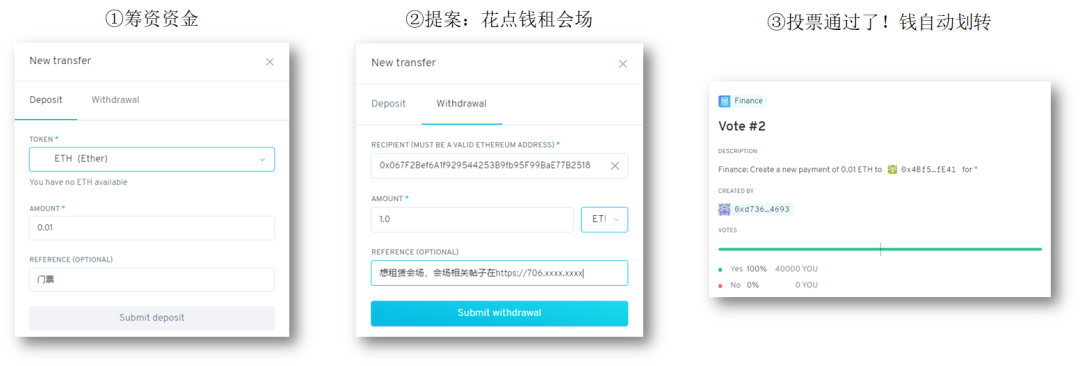 ①筹资资金
New transfer
Deposit Withdrawal
TOKEN *
ETH (Ether)
You have no ETH available
AMOUNT *
0.01
REFERENCE (OPTIONAL)
门票
Submit deposit
②提案：花点钱租会场
New transfer
Deposit Withdrawal
RECIPIENT (MUST BE A VALID ETHEREUM ADDRESS) *
0x067F2Bef6A1f929544253B9fb95F99BaE77B2518
AMOUNT *
1.0 ETH
REFERENCE (OPTIONAL)
想租赁会场，会场相关帖子在https://706.xxxx.xxxx
Submit withdrawal
③投票通过了！钱自动划转
Finance
Vote #2
DESCRIPTION
Finance: Create a new payment of 0.01 ETH to 0x4Bf5…fE41 for "
CREATED BY
0xd736…4693
VOTES
Yes 100% 40000 YOU
No 0% 0 YOU